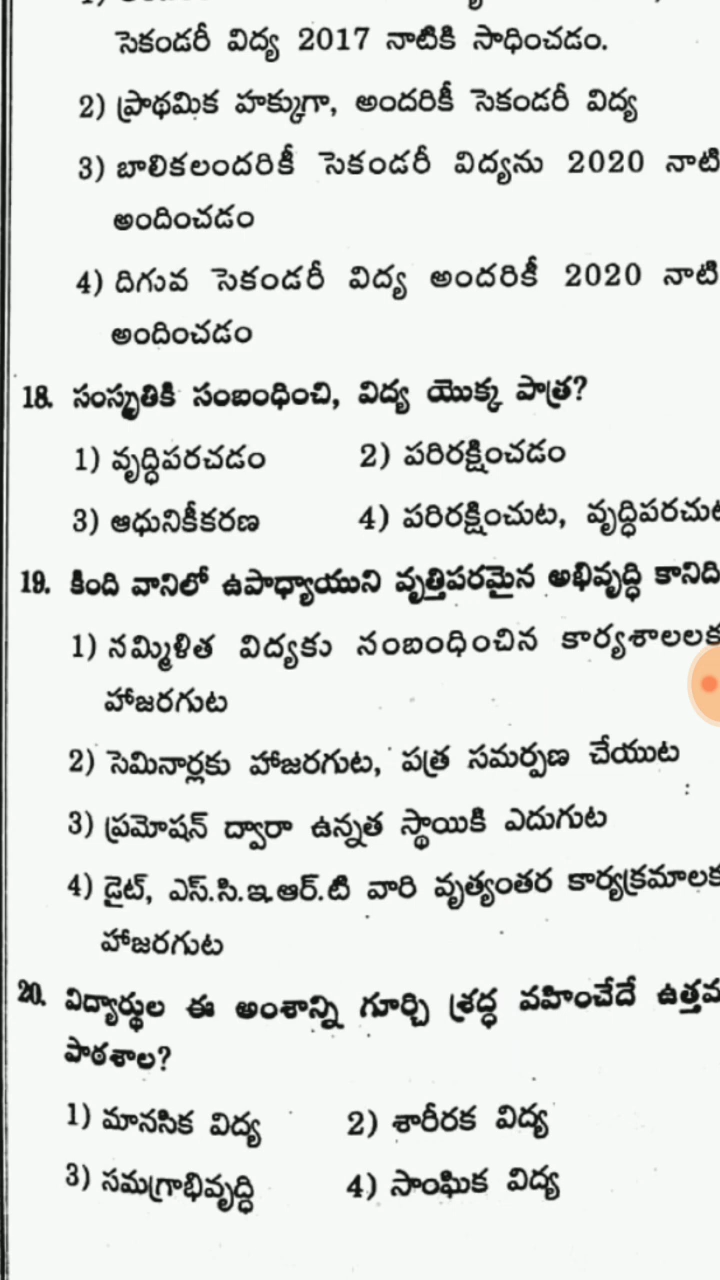 సెకండరీ విద్య 2017 నాటికి సాధించడం.
2) ప్రాథమిక హక్కుగా, అందరికీ సెకండరీ విద్య
3) బాలికలందరికీ సెకండరీ విద్యను 2020 నాటి
అందించడం
4) దిగువ సెకండరీ విద్య అందరికీ 2020 నాటి
అందించడం
18. సంస్కృతికి సంబంధించి, విద్య యొక్క పాత్ర?
1) వృద్ధిపరచడం 2) పరిరక్షించడం
3) ఆధునికీకరణ 4) పరిరక్షించుట, వృద్ధిపరచుట
19. కింది వానిలో ఉపాధ్యాయుని వృత్తిపరమైన అభివృద్ధి కానిది
1) సమ్మిళిత విద్యకు సంబంధించిన కార్యశాలలక
హాజరగుట
2) సెమినార్లకు హాజరగుట, పత్ర సమర్పణ చేయుట
3) ప్రమోషన్ ద్వారా ఉన్నత స్థాయికి ఎదుగుట
4) డైట్, ఎస్.సి.ఇ.ఆర్.టి వారి వృత్యంతర కార్యక్రమాలక
హాజరగుట
20. విద్యార్థుల ఈ అంశాన్ని గూర్చి శ్రద్ధ వహించేదే ఉత్తమ
పాఠశాల?
1) మానసిక విద్య 2) శారీరక విద్య
3) సమగ్రాభివృద్ధి 4) సాంఘిక విద్య